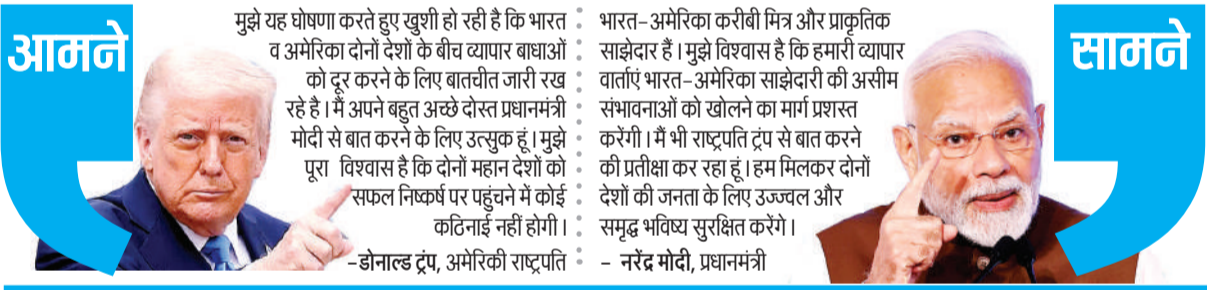 आमने
मुझे यह घोषणा करते हुए खुशी हो रही है कि भारत
व अमेरिका दोनों देशों के बीच व्यापार बाधाओं
को दूर करने के लिए बातचीत जारी रख
रहे है। मैं अपने बहुत अच्छे दोस्त प्रधानमंत्री
मोदी से बात करने के लिए उत्सुक हूं। मुझे
पूरा विश्वास है कि दोनों महान देशों को
सफल निष्कर्ष पर पहुंचने में कोई
कठिनाई नहीं होगी।
-डोनाल्ड ट्रंप, अमेरिकी राष्ट्रपति
भारत-अमेरिका करीबी मित्र और प्राकृतिक
साझेदार हैं। मुझे विश्वास है कि हमारी व्यापार
वार्ताएं भारत-अमेरिका साझेदारी की असीम
संभावनाओं को खोलने का मार्ग प्रशस्त
करेंगी। मैं भी राष्ट्रपति ट्रंप से बात करने
की प्रतीक्षा कर रहा हूं। हम मिलकर दोनों
देशों की जनता के लिए उज्ज्वल और
समृद्ध भविष्य सुरक्षित करेंगे।
- नरेंद्र मोदी, प्रधानमंत्री
सामने